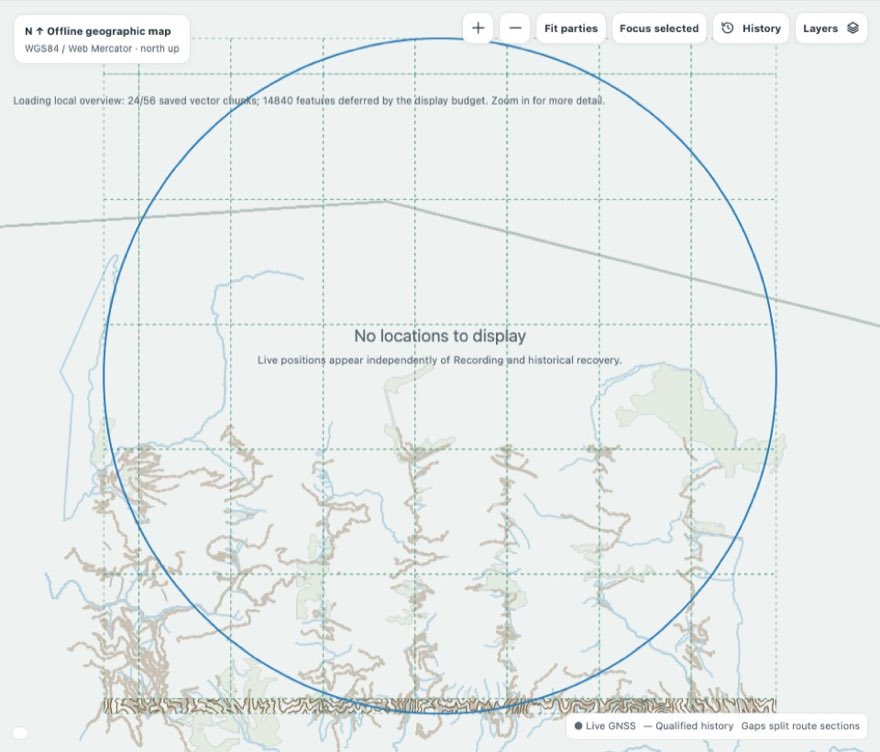 N ↑ Offline geographic map
WGS84 / Web Mercator · north up
+ − Fit parties Focus selected History Layers
Loading local overview: 24/56 saved vector chunks; 14840 features deferred by the display budget. Zoom in for more detail.
No locations to display
Live positions appear independently of Recording and historical recovery.
Live GNSS — Qualified history Gaps split route sections